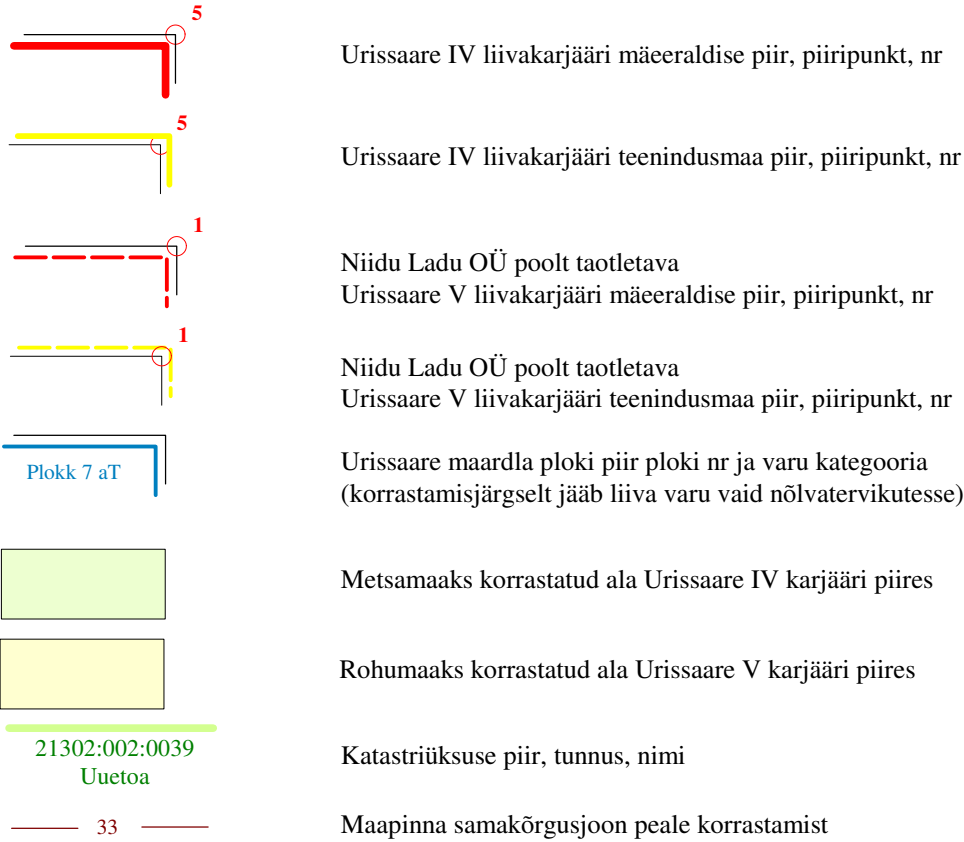 5
Urissaare IV liivakarjääri mäeeraldise piir, piiripunkt, nr
5
Urissaare IV liivakarjääri teenindusmaa piir, piiripunkt, nr
1
Niidu Ladu OÜ poolt taotletava
Urissaare V liivakarjääri mäeeraldise piir, piiripunkt, nr
1
Niidu Ladu OÜ poolt taotletava
Urissaare V liivakarjääri teenindusmaa piir, piiripunkt, nr
Plokk 7 aT
Urissaare maardla ploki piir ploki nr ja varu kategooria
(korrastamisjärgselt jääb liiva varu vaid nõlvatervikutesse)
Metsamaaks korrastatud ala Urissaare IV karjääri piires
Rohumaaks korrastatud ala Urissaare V karjääri piires
21302:002:0039
Uuetoa
Katastriüksuse piir, tunnus, nimi
33
Maapinna samakõrgusjoon peale korrastamist